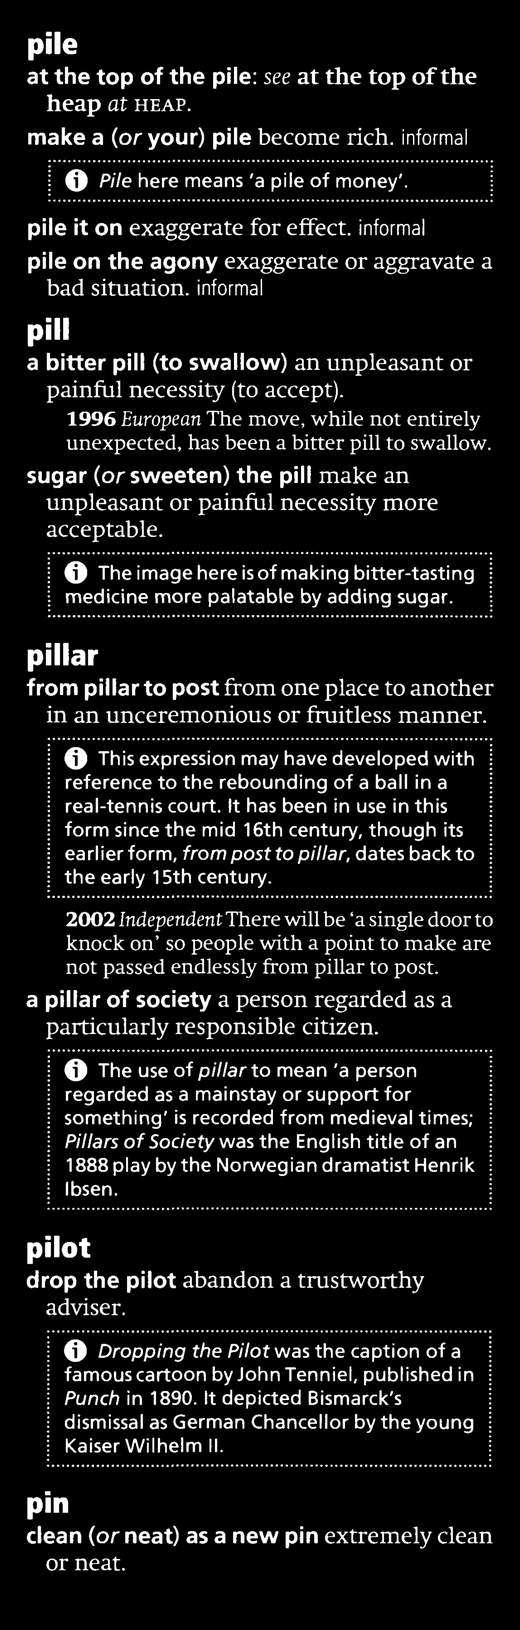 pile
at the top of the pile: see at the top of the
heap at HEAP.
make a (or your) pile become rich. informal
Pile here means ‘a pile of money’.
pile it on exaggerate for effect. informal
pile on the agony exaggerate or aggravate a
bad situation. informal
pill
a bitter pill (to swallow) an unpleasant or
painful necessity (to accept).
1996 European The move, while not entirely
unexpected, has been a bitter pill to swallow.
sugar (or sweeten) the pill make an
unpleasant or painful necessity more
acceptable.
The image here is of making bitter-tasting
medicine more palatable by adding sugar.
pillar
from pillar to post from one place to another
in an unceremonious or fruitless manner.
This expression may have developed with
reference to the rebounding of a ball in a
real-tennis court. It has been in use in this
form since the mid 16th century, though its
earlier form, from post to pillar, dates back to
the early 15th century.
2002 Independent There will be ‘a single door to
knock on’ so people with a point to make are
not passed endlessly from pillar to post.
a pillar of society a person regarded as a
particularly responsible citizen.
The use of pillar to mean ‘a person
regarded as a mainstay or support for
something’ is recorded from medieval times;
Pillars of Society was the English title of an
1888 play by the Norwegian dramatist Henrik
Ibsen.
pilot
drop the pilot abandon a trustworthy
adviser.
Dropping the Pilot was the caption of a
famous cartoon by John Tenniel, published in
Punch in 1890. It depicted Bismarck’s
dismissal as German Chancellor by the young
Kaiser Wilhelm II.
pin
clean (or neat) as a new pin extremely clean
or neat.